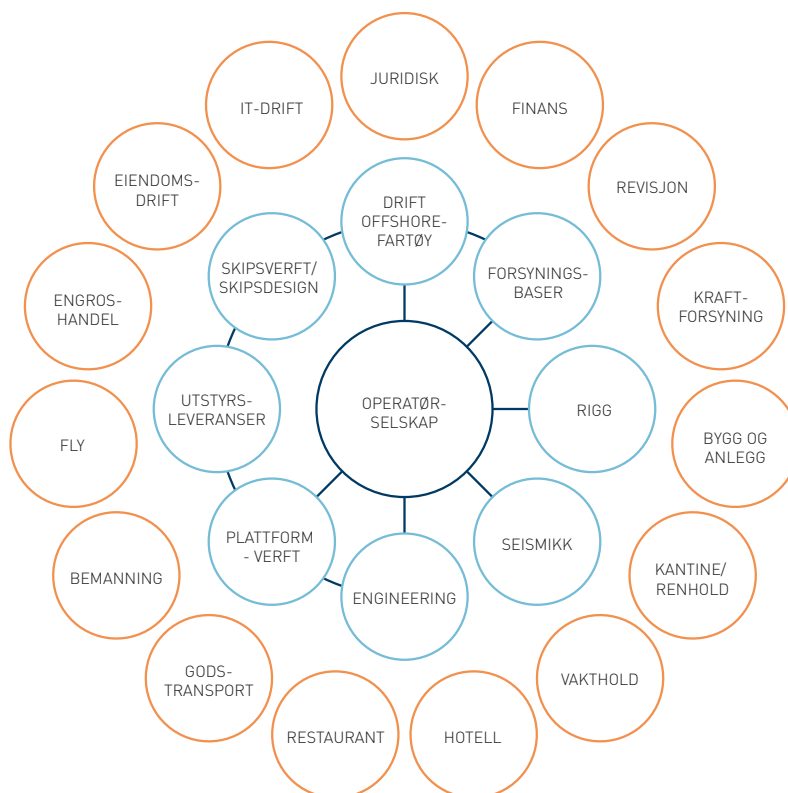 JURIDISK
IT-DRIFT
FINANS
EIENDOMS-
DRIFT
REVISJON
DRIFT
OFFSHORE-
FARTØY
SKIPSVERFT/
SKIPSDESIGN
FORSYNINGS-
BASER
ENGROS-
HANDEL
KRAFT-
FORSYNING
UTSTYRS-
LEVERANSER
OPERATØR-
SELSKAP
RIGG
FLY
BYGG OG
ANLEGG
PLATTFORM
- VERFT
SEISMIKK
BEMANNING
ENGINEERING
KANTINE/
RENHOLD
GODS-
TRANSPORT
VAKTHOLD
RESTAURANT
HOTELL